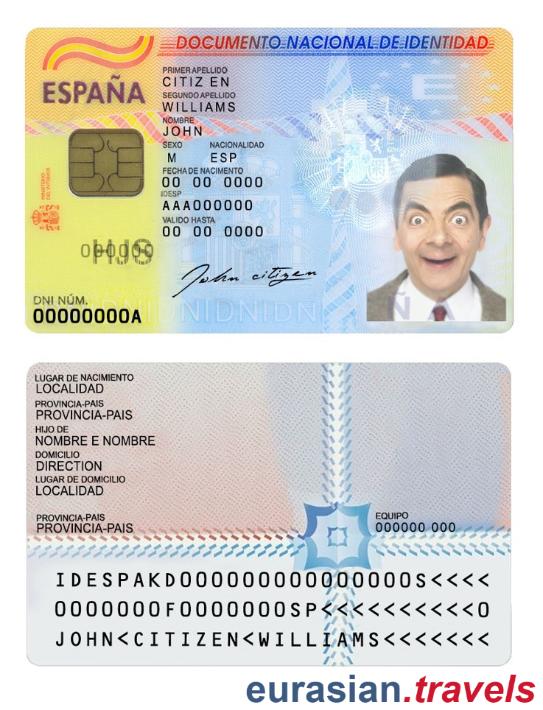 DOCUMENTO NACIONAL DE IDENTIDAD
ESPAÑA
PRIMER APELLIDO
CITIZ EN
SEGUNDO APELLIDO
WILLIAMS
NOMBRE
JOHN
SEXO NACIONALIDAD
M ESP
FECHA DE NACIMIENTO
00 00 0000
IDESP
AAA000000
VALIDO HASTA
00 00 0000
John citizen
DNI NÚM.
00000000A
LUGAR DE NACIMIENTO
LOCALIDAD
PROVINCIA-PAIS
PROVINCIA-PAIS
HIJO DE
NOMBRE E NOMBRE
DOMICILIO
DIRECTION
LUGAR DE DOMICILIO
LOCALIDAD
PROVINCIA-PAIS
PROVINCIA-PAIS
EQUIPO
000000 000
IDESPAKD0000000000000000S<<<<
0000000F0000000SP<<<<<<<<<<0
JOHN<CITIZEN<WILLIAMS<<<<<<<
eurasian.travels